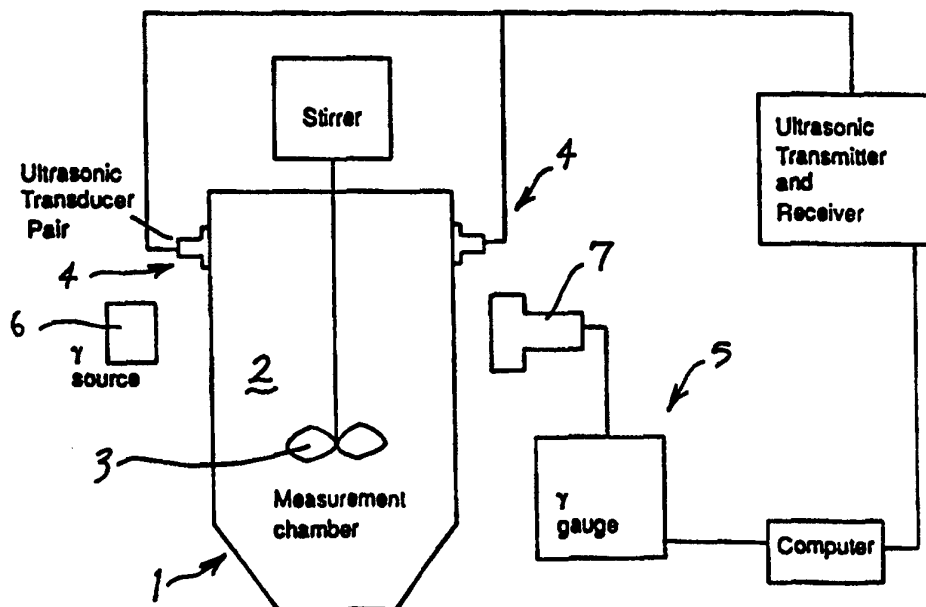 Stirrer
Ultrasonic
Transducer
Pair
4
4
Ultrasonic
Transmitter
and
Receiver
6
γ
source
7
2
5
3
Measurement
chamber
γ
gauge
Computer
1